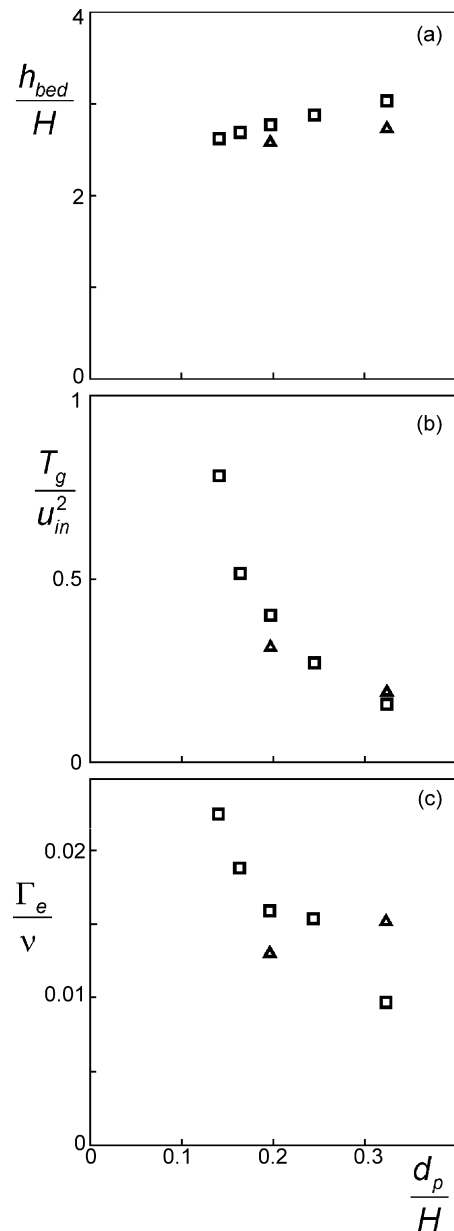 4
(a)
h_bed
H
2
0
1
(b)
T_g
u_in^2
0.5
0
(c)
0.02
Γ_e
ν
0.01
0
0 0.1 0.2 0.3
d_p
H